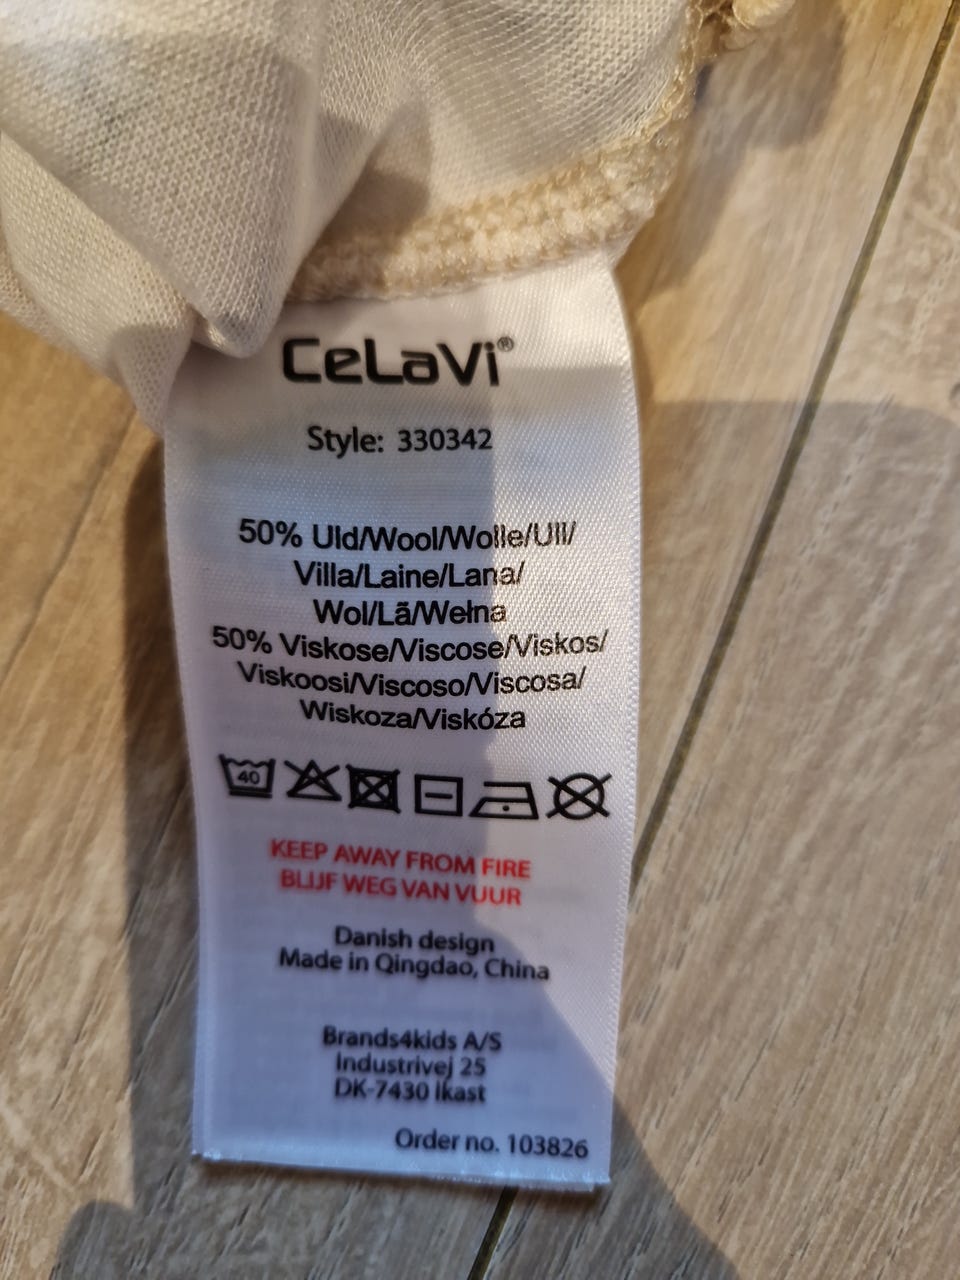 CeLaVi®
Style: 330342
50% Uld/Wool/Wolle/Ull/
Villa/Laine/Lana/
Wol/Lã/Wełna
50% Viskose/Viscose/Viskos/
Viskoosi/Viscoso/Viscosa/
Wiskoza/Viskóza
40
KEEP AWAY FROM FIRE
BLIJF WEG VAN VUUR
Danish design
Made in Qingdao, China
Brands4kids A/S
Industrivej 25
DK-7430 Ikast
Order no. 103826